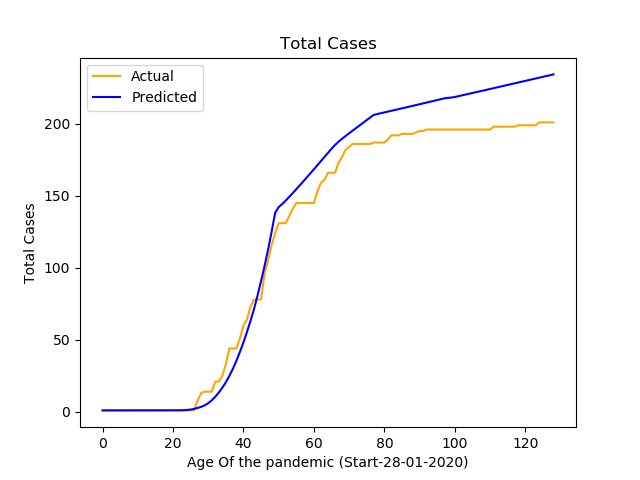 Total Cases
Actual
Predicted
Total Cases
200
150
100
50
0
0 20 40 60 80 100 120
Age Of the pandemic (Start-28-01-2020)